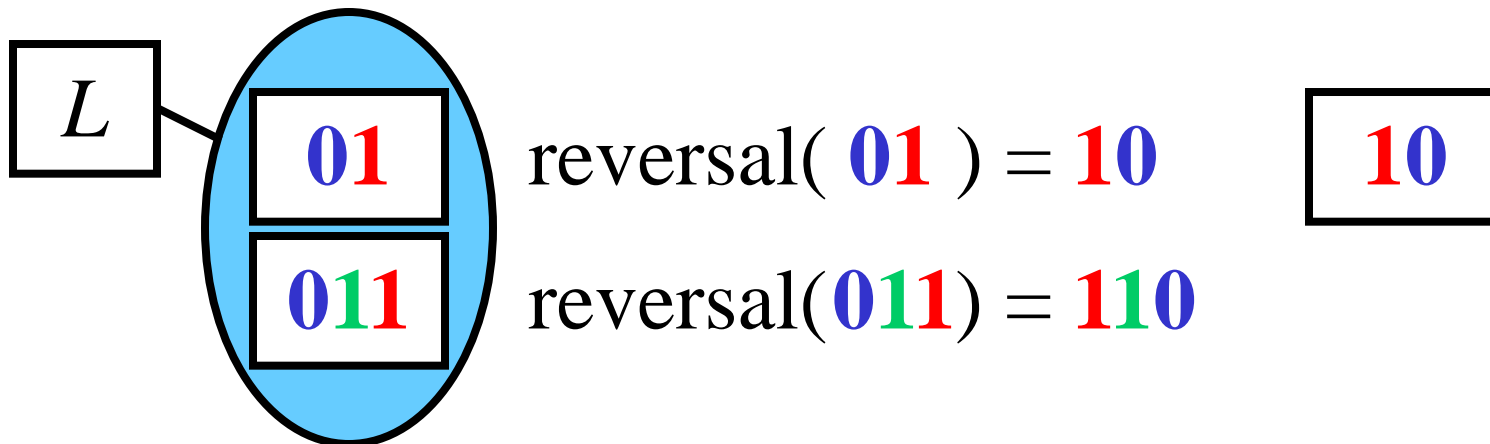 L
01 reversal( 01 ) = 10 10
011 reversal(011) = 110